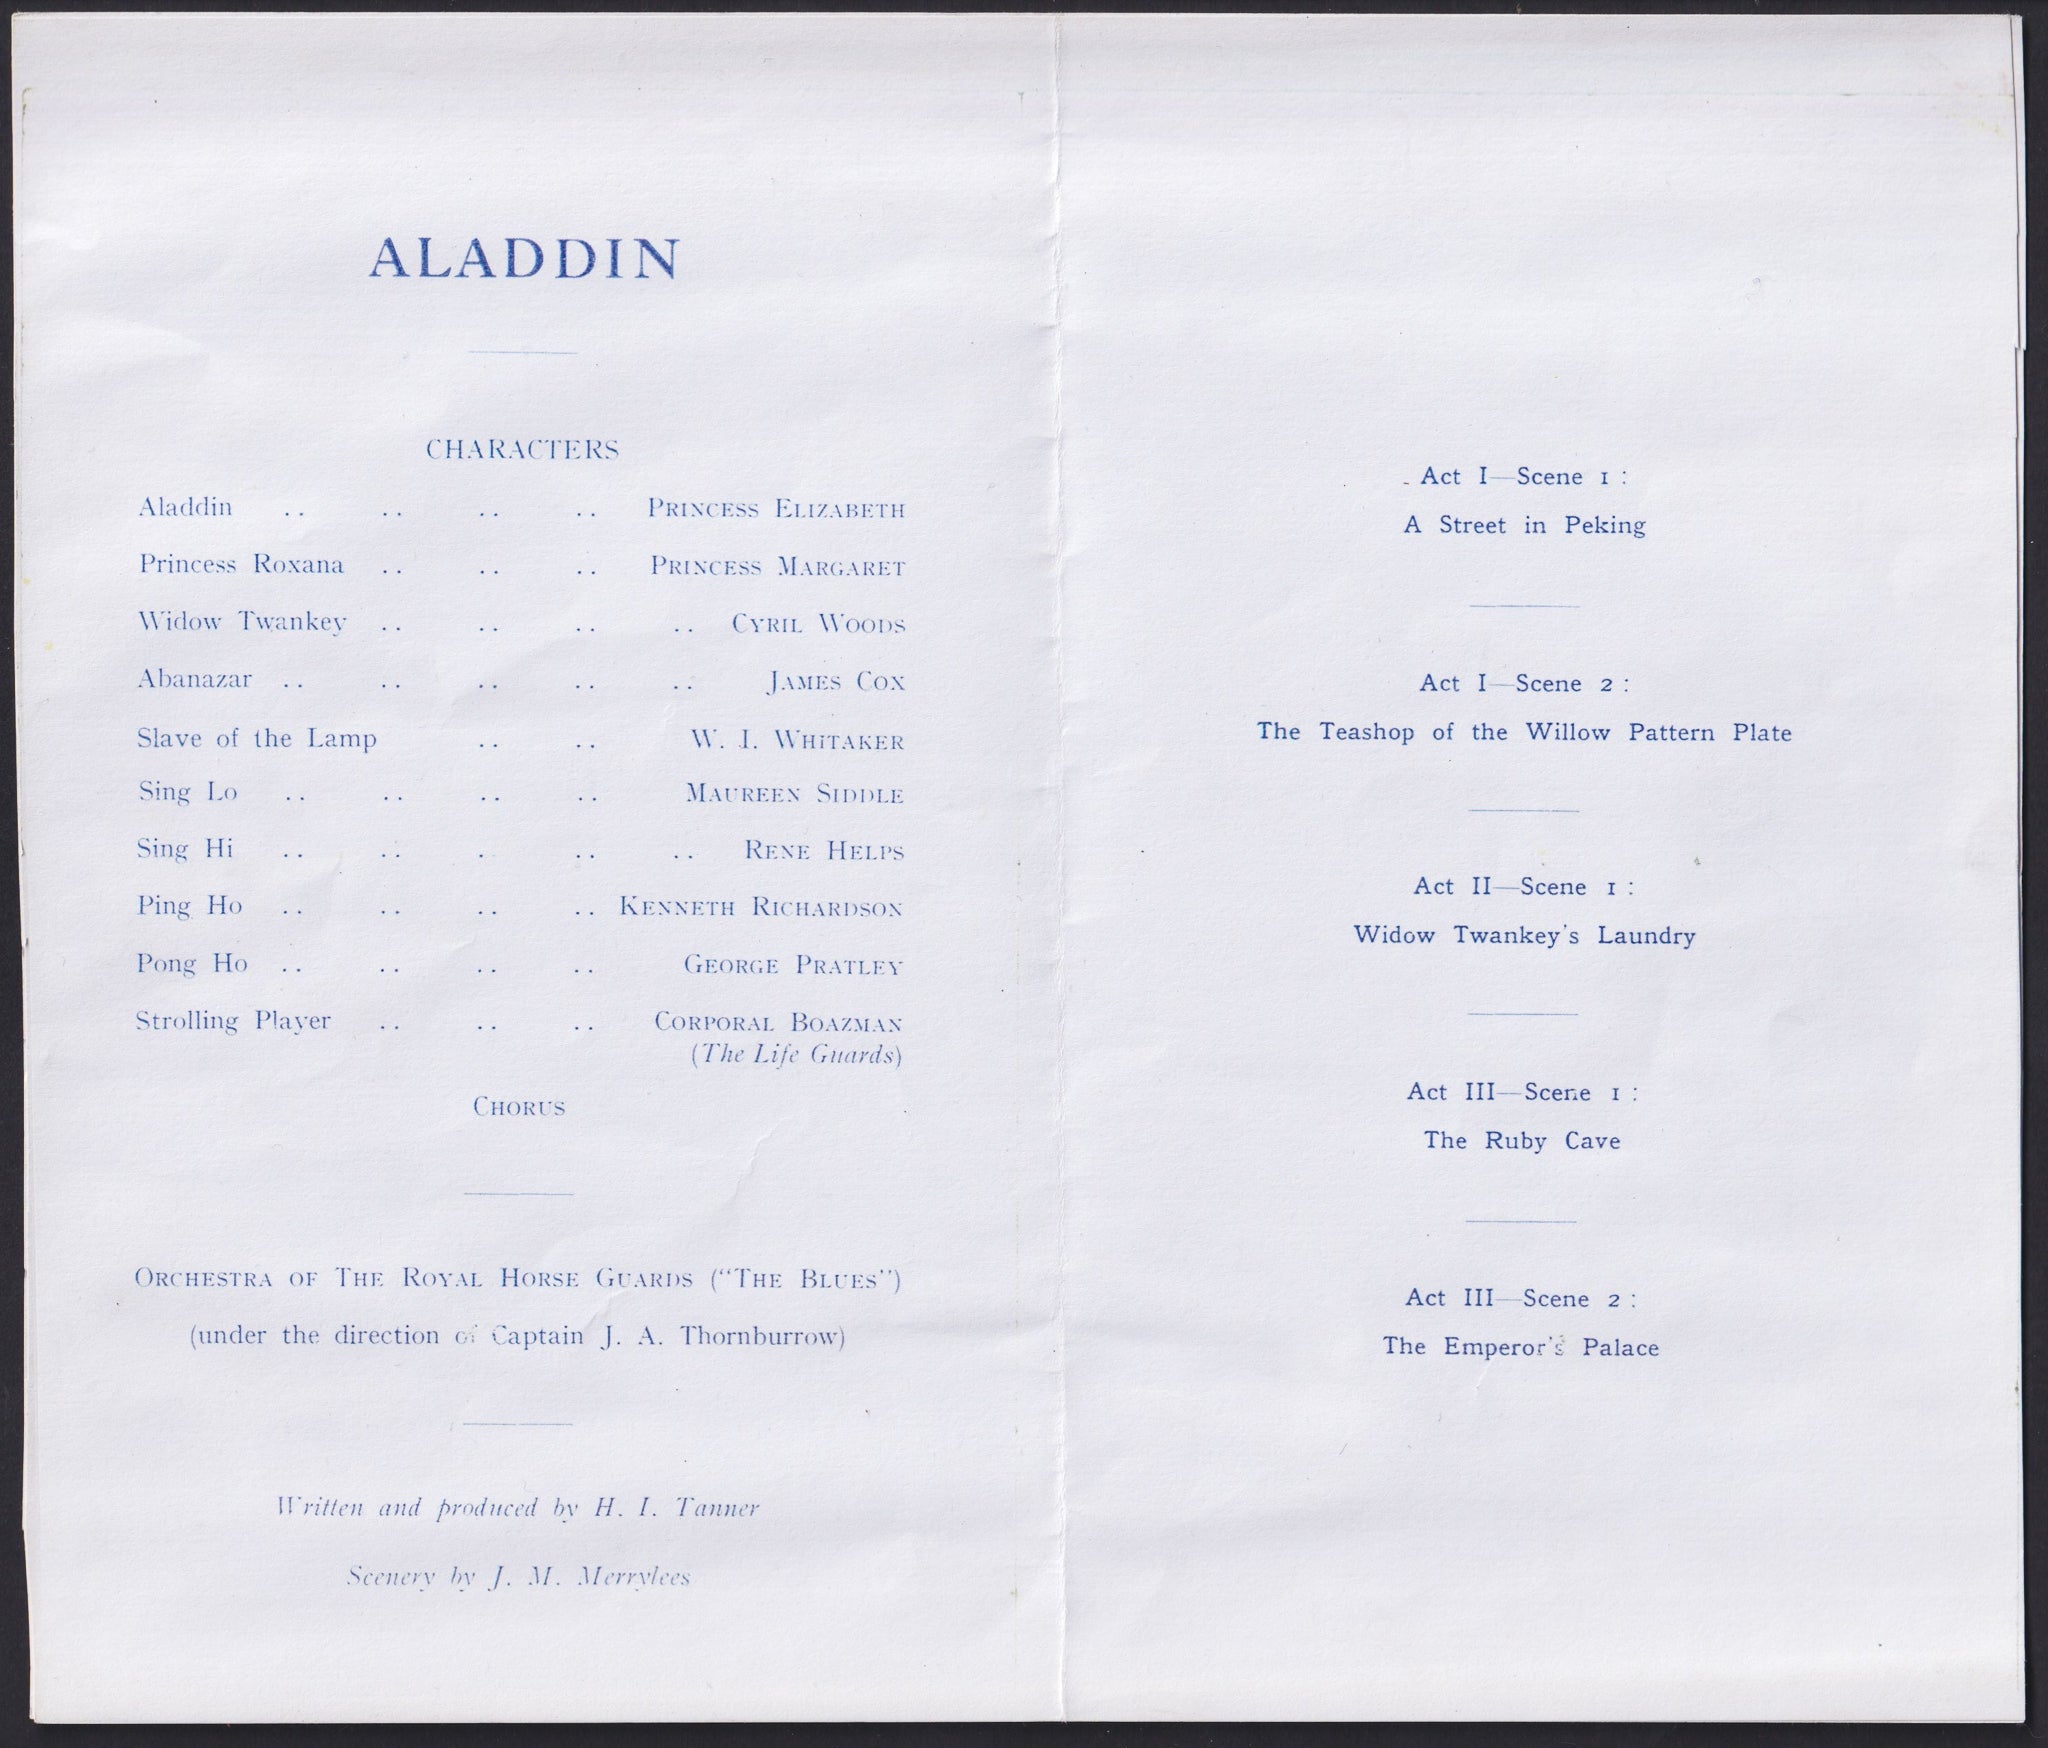 ALADDIN
CHARACTERS
Aladdin .. .. .. .. PRINCESS ELIZABETH
Princess Roxana .. .. .. PRINCESS MARGARET
Widow Twankey .. .. .. .. CYRIL WOODS
Abanazar .. .. .. .. .. JAMES COX
Slave of the Lamp .. .. W. I. WHITAKER
Sing Lo .. .. .. .. MAUREEN SIDDLE
Sing Hi .. .. . .. .. RENE HELPS
Ping Ho .. .. .. .. KENNETH RICHARDSON
Pong Ho .. .. .. .. GEORGE PRATLEY
Strolling Player .. .. .. CORPORAL BOAZMAN
(The Life Guards)
CHORUS
ORCHESTRA OF THE ROYAL HORSE GUARDS ("THE BLUES")
(under the direction of Captain J. A. Thornburrow)
Written and produced by H. I. Tanner
Scenery by J. M. Merrylees
Act I—Scene 1 :
A Street in Peking
Act I—Scene 2 :
The Teashop of the Willow Pattern Plate
Act II—Scene 1 :
Widow Twankey's Laundry
Act III—Scene 1 :
The Ruby Cave
Act III—Scene 2 :
The Emperor's Palace